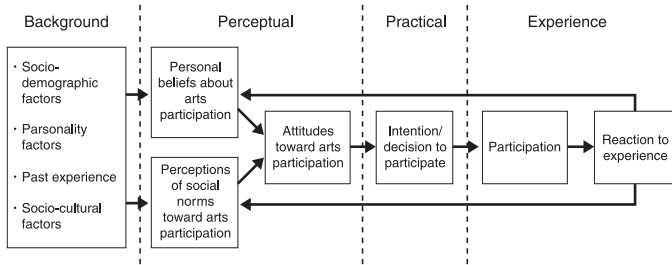 Background
Perceptual
Practical
Experience
· Socio-
demographic
factors
· Parsonality
factors
· Past experience
· Socio-cultural
factors
Personal
beliefs about
arts
participation
Perceptions
of social
norms
toward arts
participation
Attitudes
toward arts
participation
Intention/
decision to
participate
Participation
Reaction to
experience